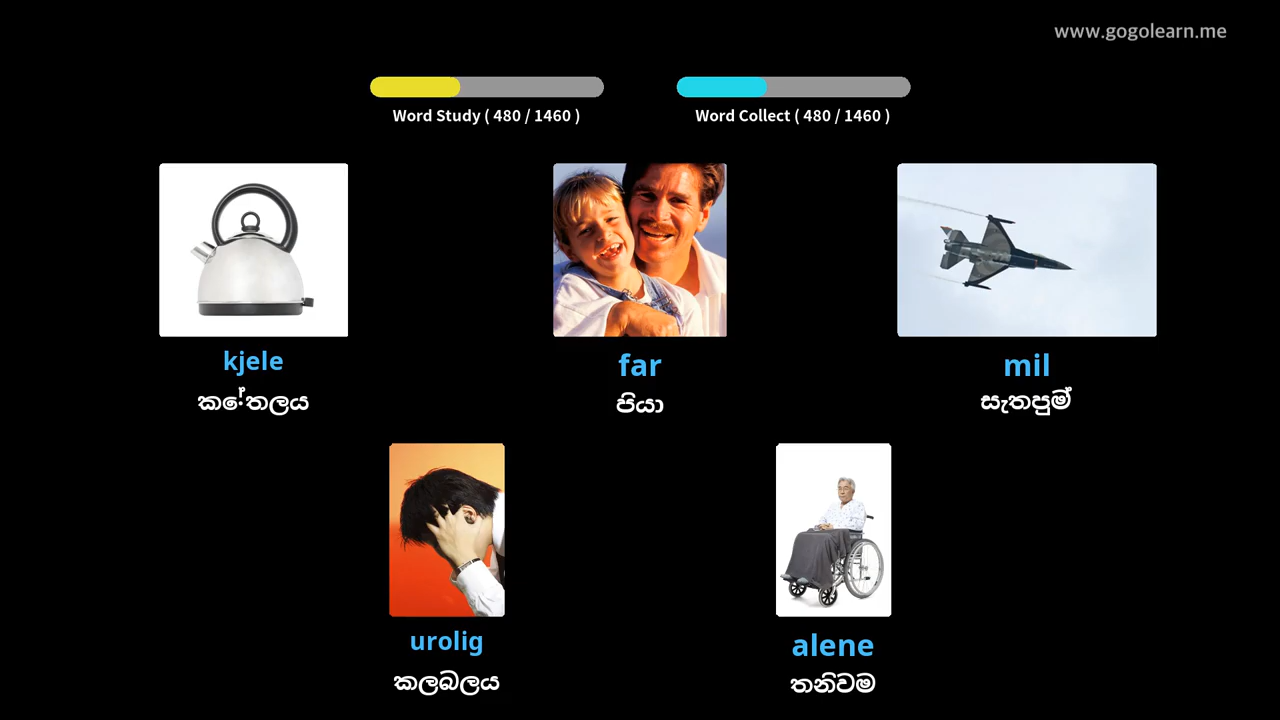 www.gogolearn.me
Word Study ( 480 / 1460 )
Word Collect ( 480 / 1460 )
kjele
කේතලය
far
පියා
mil
සැතපුම්
urolig
කලබලය
alene
තනිවම